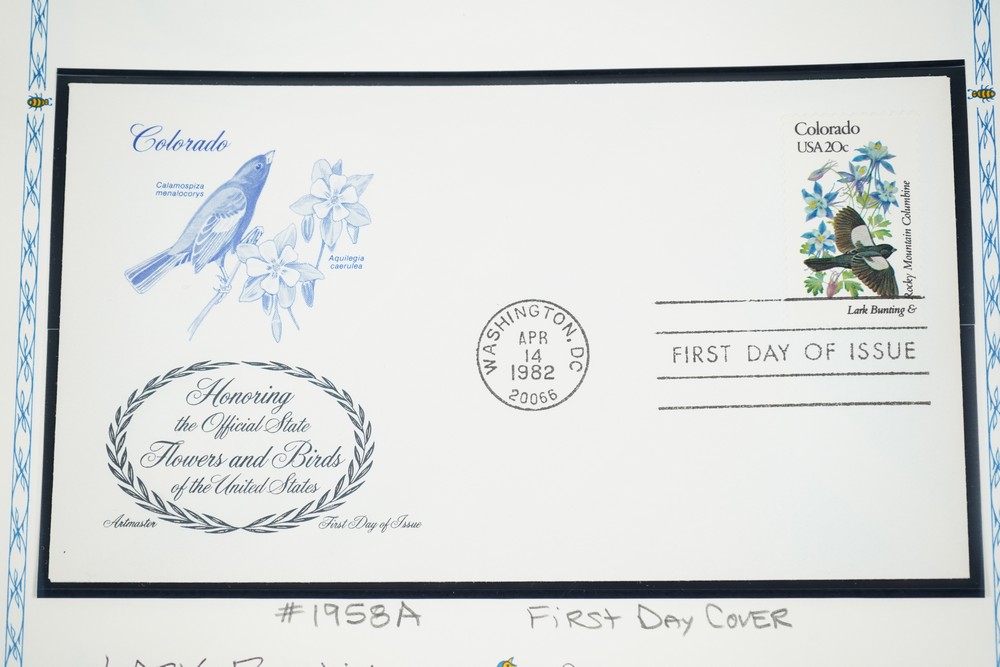 Colorado
Calamospiza
menalocorys
Aquilegia
caerulea
Colorado
USA 20c
Rocky Mountain Columbine
Lark Bunting &
WASHINGTON, DC
APR
14
1982
20066
FIRST DAY OF ISSUE
Honoring
the Official State
Flowers and Birds
of the United States
Artmaster
First Day of Issue
#1958A First Day Cover